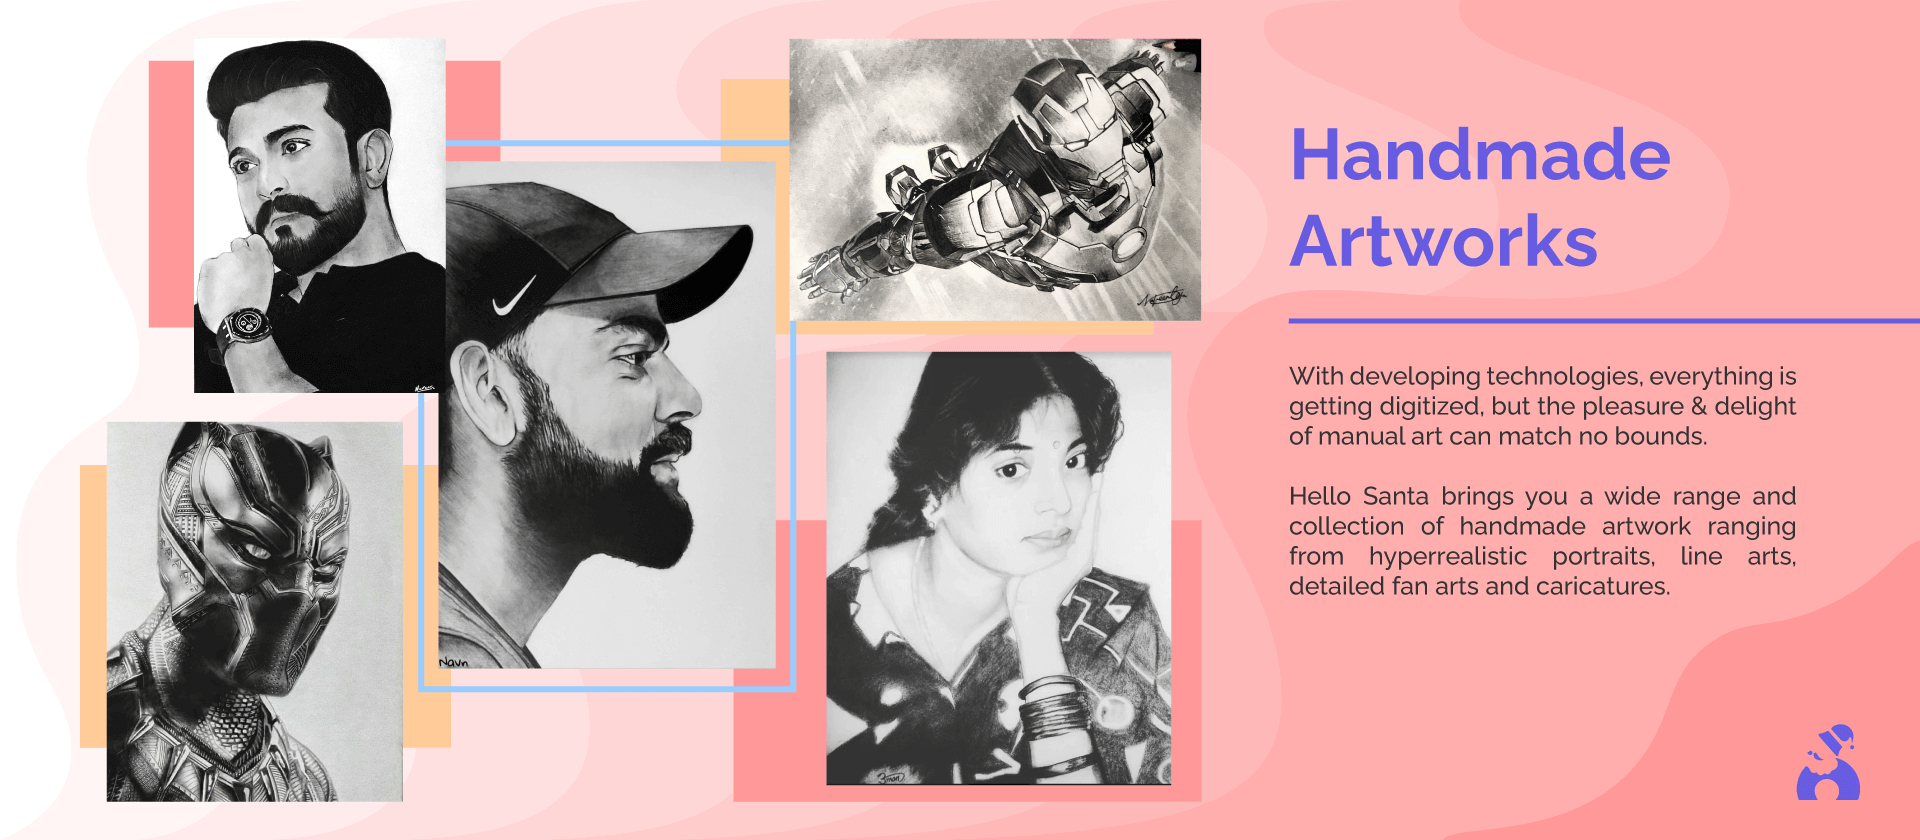 Handmade
Artworks
With developing technologies, everything is
getting digitized, but the pleasure & delight
of manual art can match no bounds.
Hello Santa brings you a wide range and
collection of handmade artwork ranging
from hyperrealistic portraits, line arts,
detailed fan arts and caricatures.
Navn